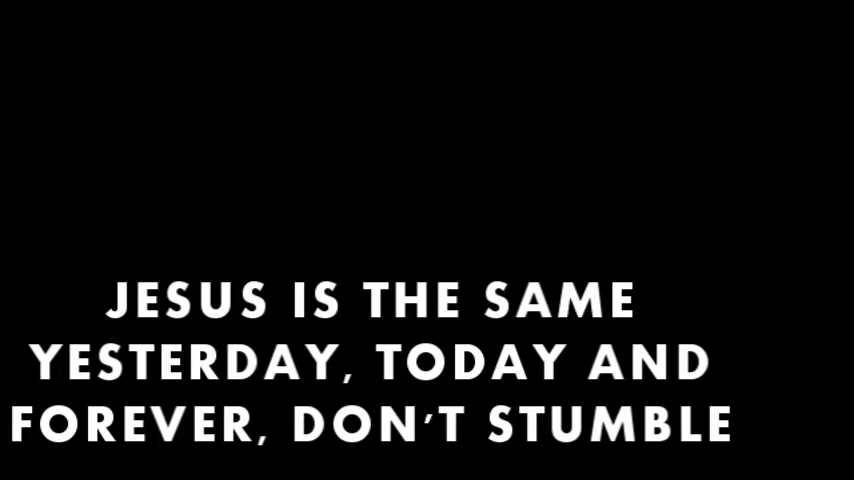 JESUS IS THE SAME
YESTERDAY, TODAY AND
FOREVER, DON'T STUMBLE